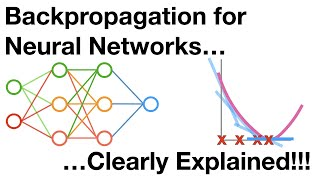 Backpropagation for
Neural Networks...
...Clearly Explained!!!